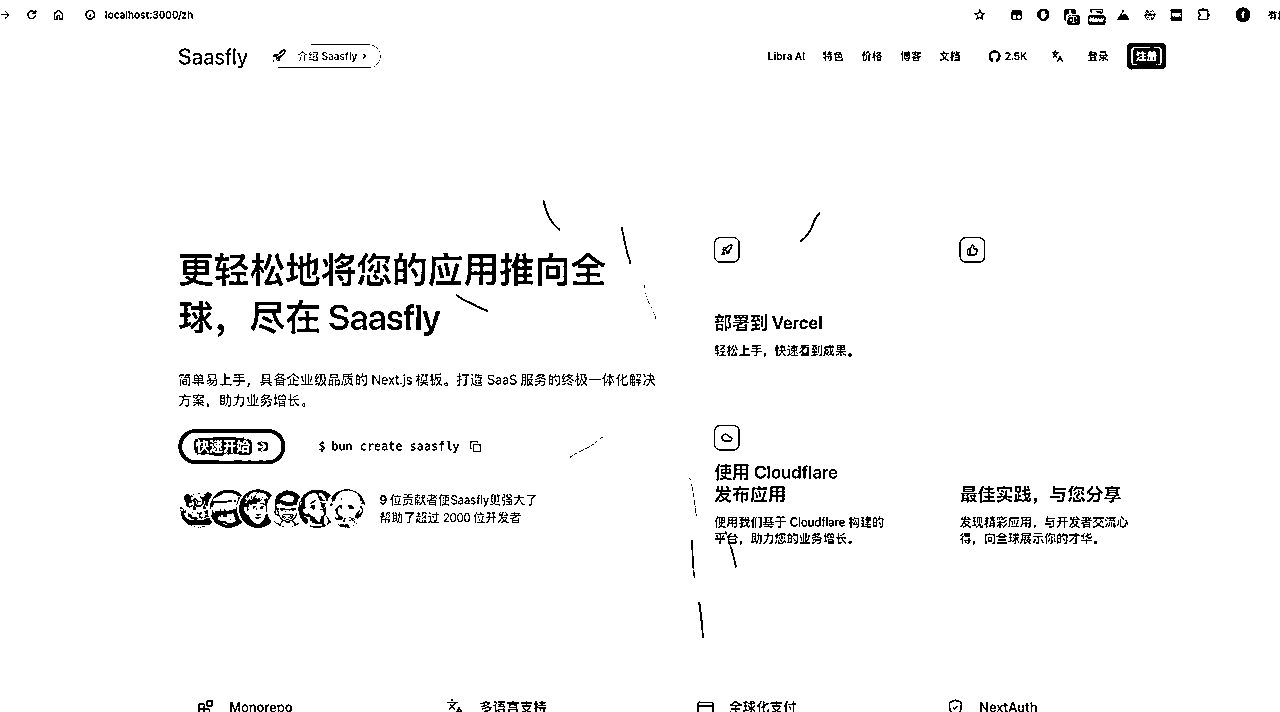 localhost:3000/zh
Saasfly
介绍 Saasfly ›
Libra AI 特色 价格 博客 文档 2.5K 登录 注册
更轻松地将您的应用推向全
球，尽在 Saasfly
简单易上手，具备企业级品质的 Next.js 模板。打造 SaaS 服务的终极一体化解决
方案，助力业务增长。
快速开始
$ bun create saasfly
9 位贡献者使Saasfly更强大了
帮助了超过 2000 位开发者
部署到 Vercel
轻松上手，快速看到成果。
使用 Cloudflare
发布应用
使用我们基于 Cloudflare 构建的
平台，助力您的业务增长。
最佳实践，与您分享
发现精彩应用，与开发者交流心
得，向全球展示你的才华。
Monorepo
多语言支持
全球化支付
NextAuth